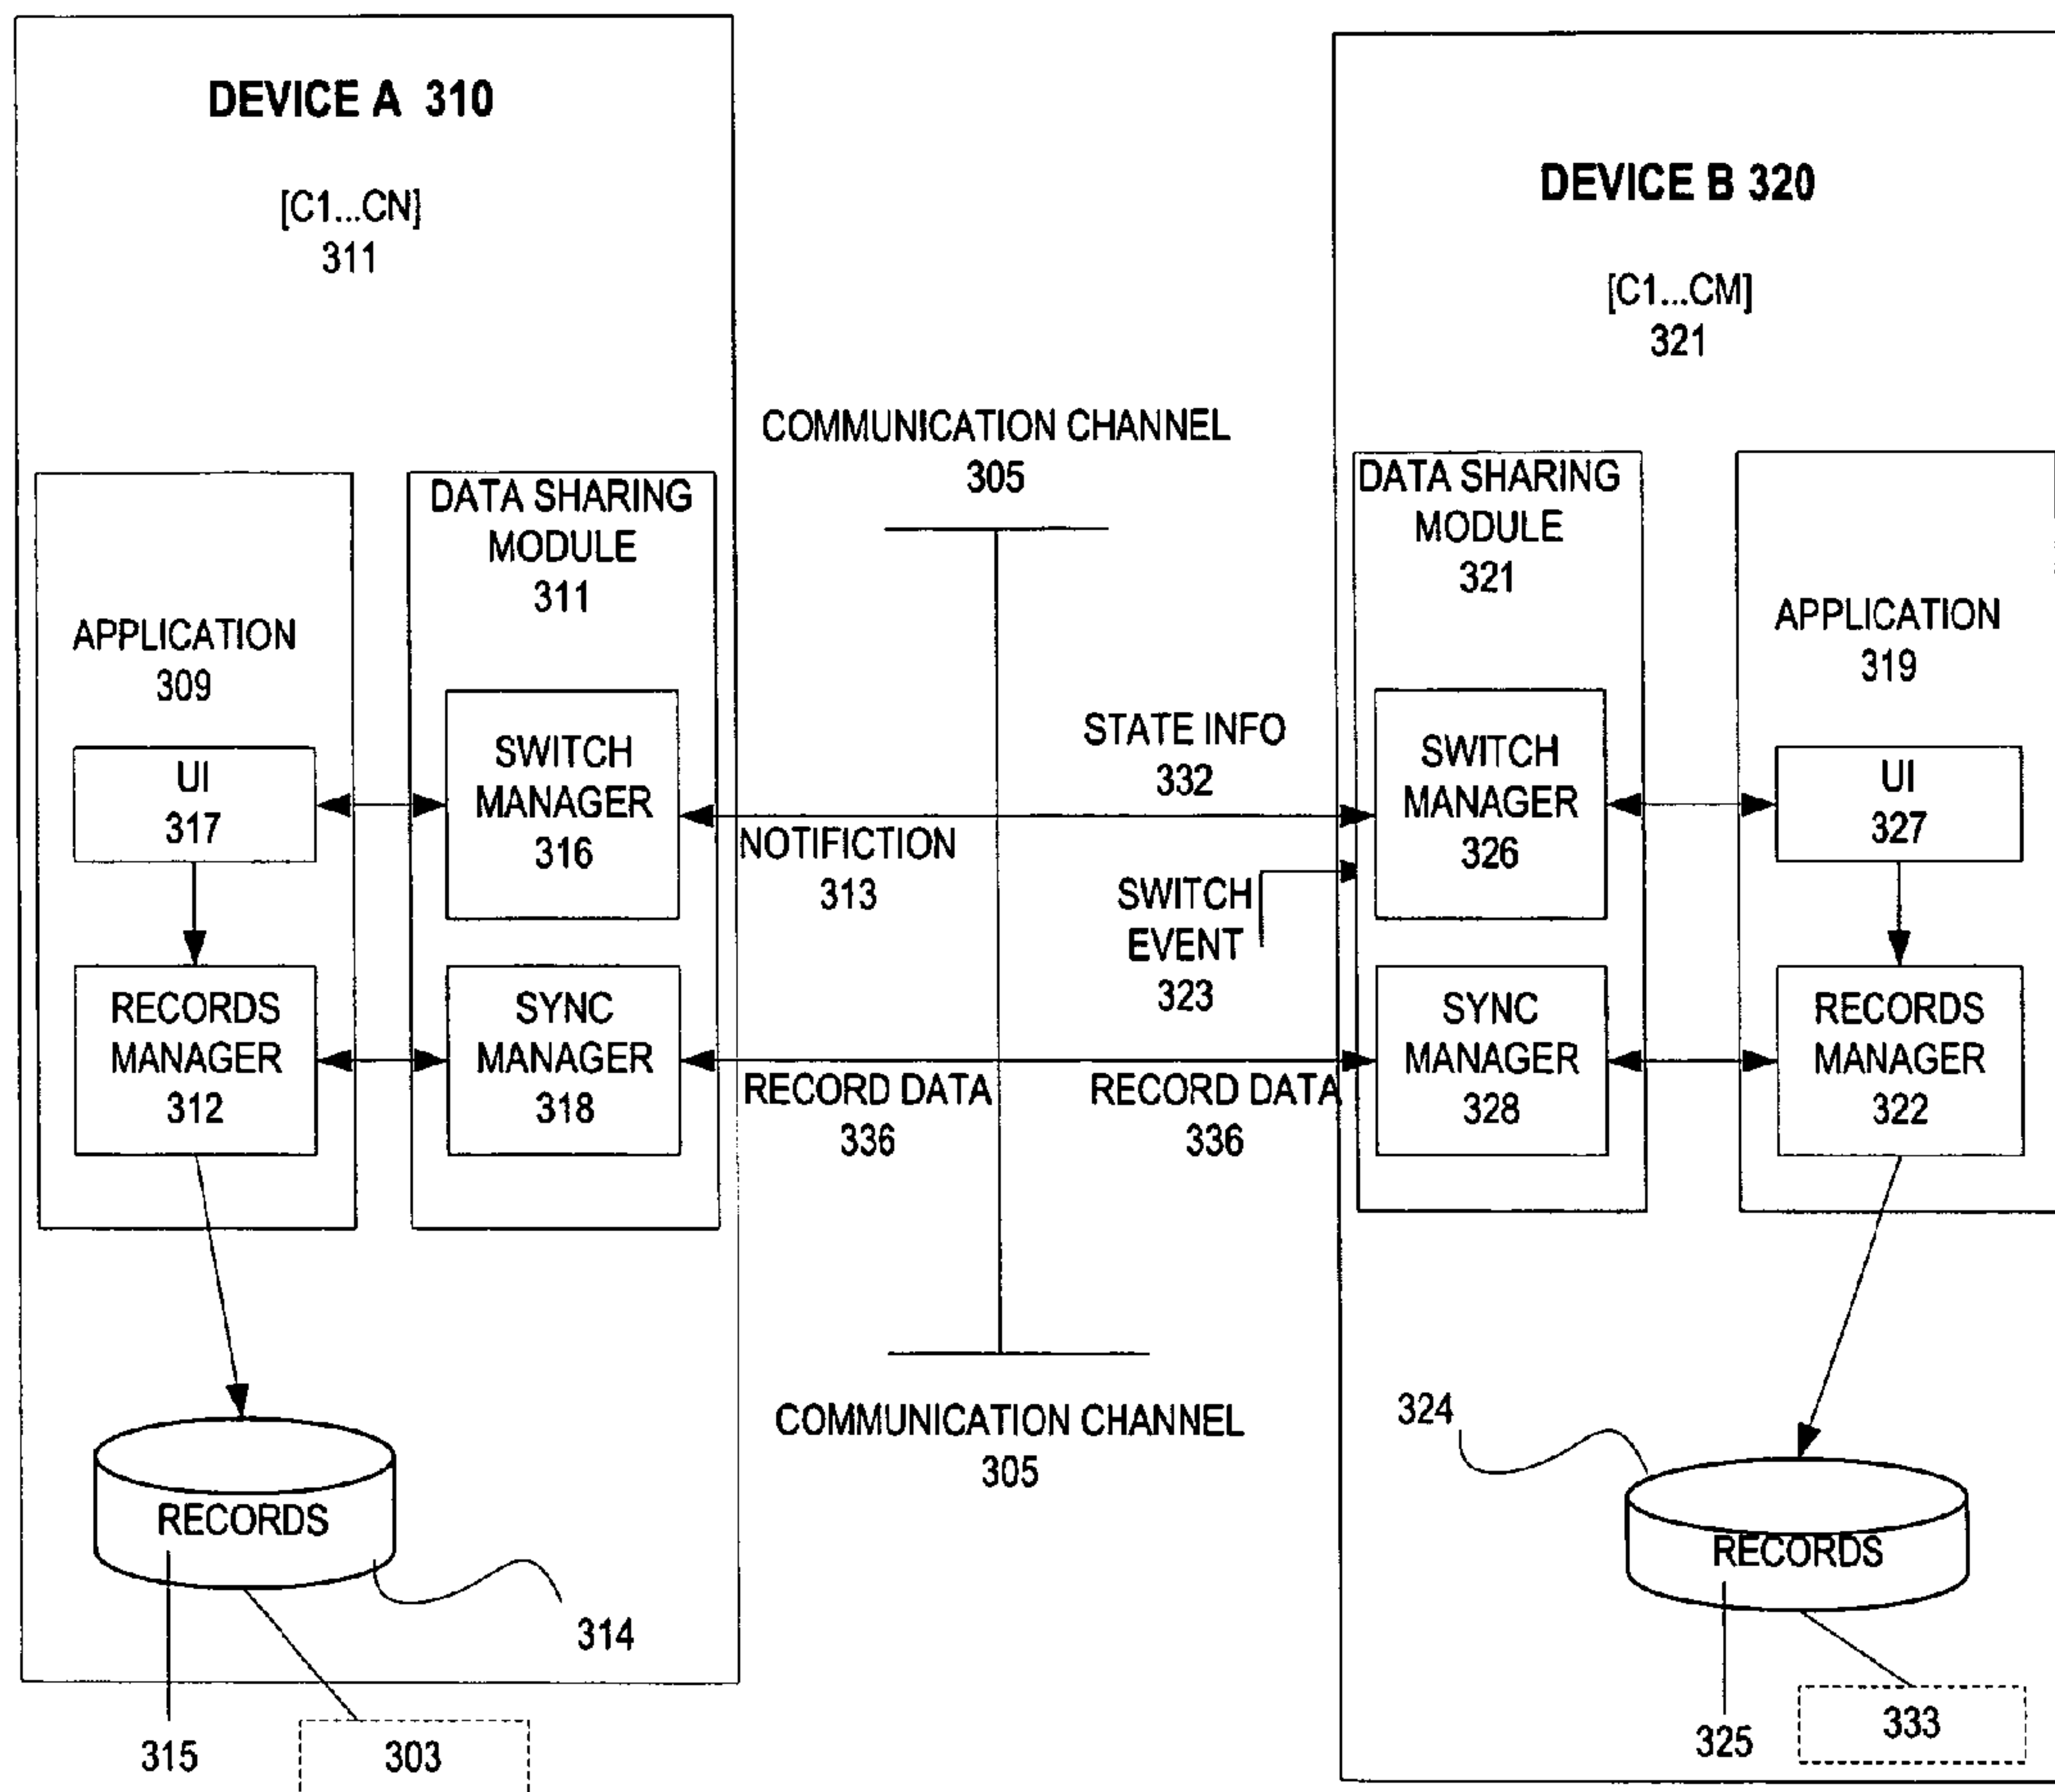 DEVICE A 310
[C1...CN]
311
APPLICATION
309
UI
317
RECORDS
MANAGER
312
DATA SHARING
MODULE
311
SWITCH
MANAGER
316
SYNC
MANAGER
318
RECORDS
314
315
303
COMMUNICATION CHANNEL
305
STATE INFO
332
NOTIFICTION
313
SWITCH
EVENT
323
RECORD DATA
336
RECORD DATA
336
COMMUNICATION CHANNEL
305
DEVICE B 320
[C1...CM]
321
DATA SHARING
MODULE
321
SWITCH
MANAGER
326
SYNC
MANAGER
328
APPLICATION
319
UI
327
RECORDS
MANAGER
322
324
RECORDS
325
333